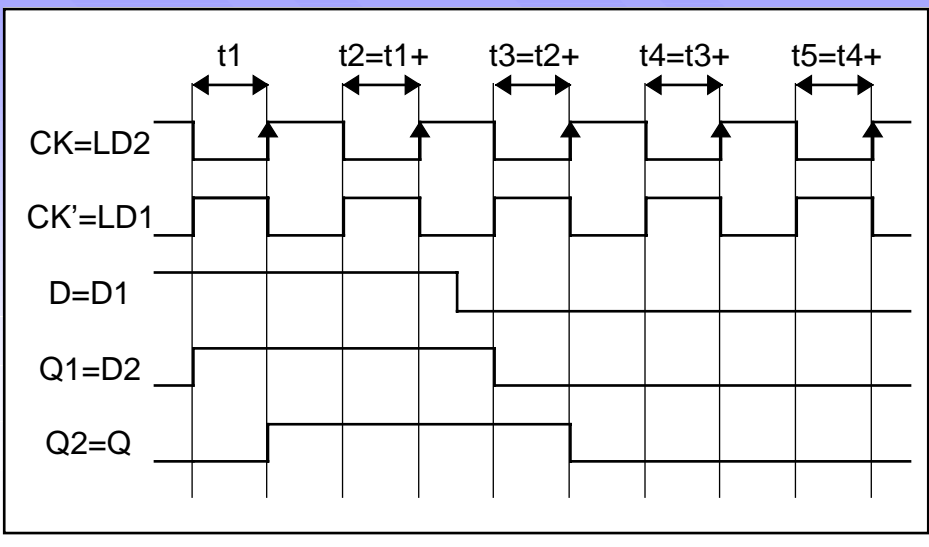 t1 t2=t1+ t3=t2+ t4=t3+ t5=t4+
CK=LD2
CK’=LD1
D=D1
Q1=D2
Q2=Q